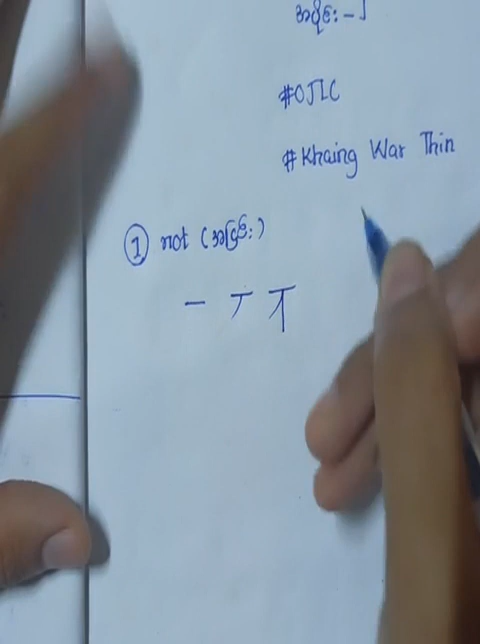 အပိုင်း - ၂
#OJLC
#Khaing War Thin
① not (အငြင်း)
一 丆 不